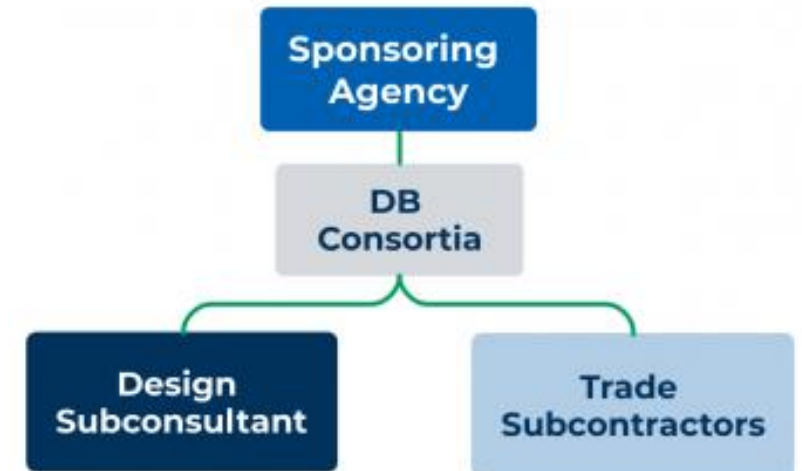 Sponsoring
Agency
DB
Consortia
Design
Subconsultant
Trade
Subcontractors